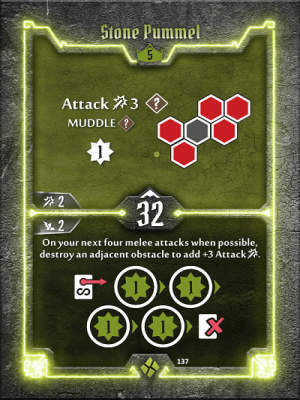 Stone Pummel
5
Attack 3
MUDDLE
1
2
32
2
On your next four melee attacks when possible,
destroy an adjacent obstacle to add +3 Attack.
1 1
1 1
137